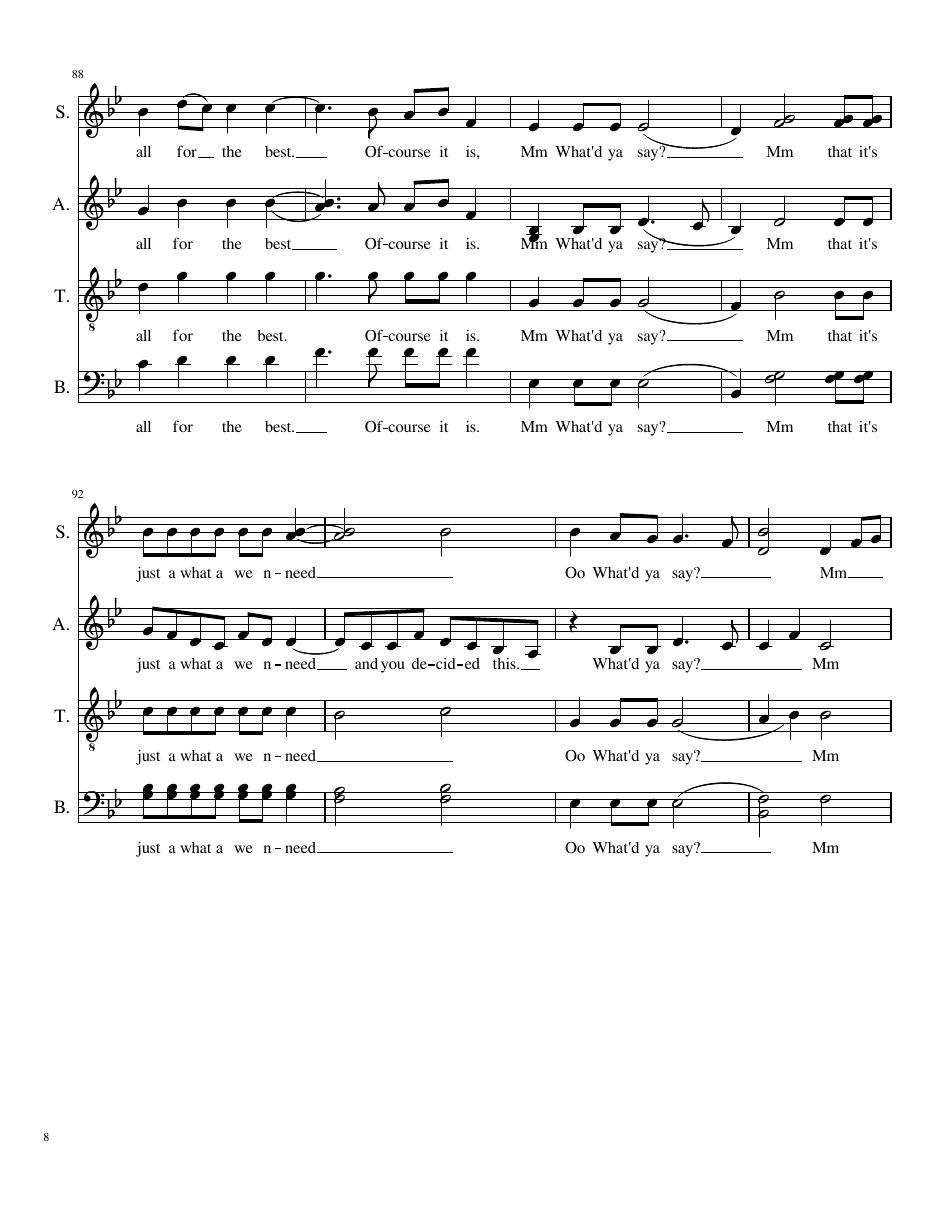 88
S.
all for the best. Of-course it is, Mm What'd ya say? Mm that it's
A.
all for the best Of-course it is. Mm What'd ya say? Mm that it's
T.
8
all for the best. Of-course it is. Mm What'd ya say? Mm that it's
B.
all for the best. Of-course it is. Mm What'd ya say? Mm that it's
92
S.
just a what a we n-need Oo What'd ya say? Mm
A.
just a what a we n-need and you de-cid-ed this. What'd ya say? Mm
T.
8
just a what a we n-need Oo What'd ya say? Mm
B.
just a what a we n-need Oo What'd ya say? Mm
8